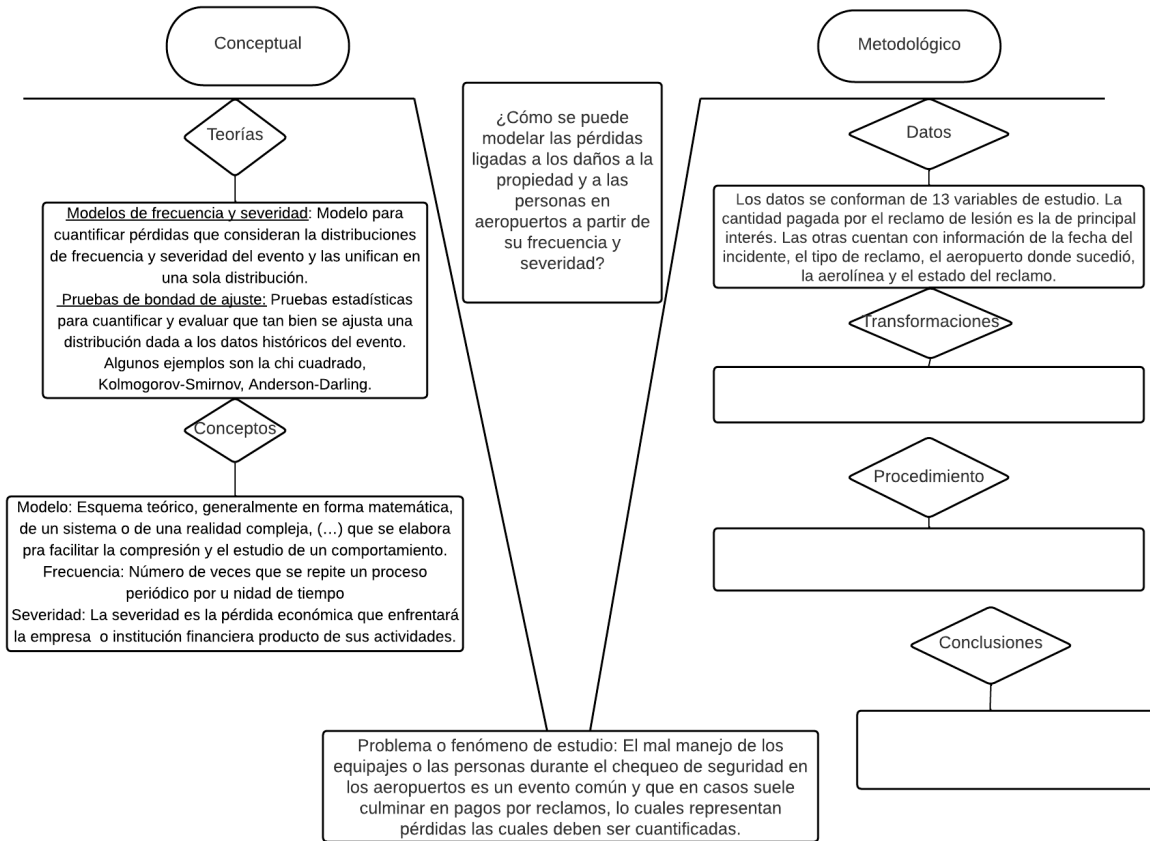 Conceptual
Teorías
Modelos de frecuencia y severidad: Modelo para
cuantificar pérdidas que consideran la distribuciones
de frecuencia y severidad del evento y las unifican en
una sola distribución.
Pruebas de bondad de ajuste: Pruebas estadísticas
para cuantificar y evaluar que tan bien se ajusta una
distribución dada a los datos históricos del evento.
Algunos ejemplos son la chi cuadrado,
Kolmogorov-Smirnov, Anderson-Darling.
Conceptos
Modelo: Esquema teórico, generalmente en forma matemática,
de un sistema o de una realidad compleja, (…) que se elabora
pra facilitar la compresión y el estudio de un comportamiento.
Frecuencia: Número de veces que se repite un proceso
periódico por u nidad de tiempo
Severidad: La severidad es la pérdida económica que enfrentará
la empresa o institución financiera producto de sus actividades.
¿Cómo se puede
modelar las pérdidas
ligadas a los daños a la
propiedad y a las
personas en
aeropuertos a partir de
su frecuencia y
severidad?
Metodológico
Datos
Los datos se conforman de 13 variables de estudio. La
cantidad pagada por el reclamo de lesión es la de principal
interés. Las otras cuentan con información de la fecha del
incidente, el tipo de reclamo, el aeropuerto donde sucedió,
la aerolínea y el estado del reclamo.
Transformaciones
Procedimiento
Conclusiones
Problema o fenómeno de estudio: El mal manejo de los
equipajes o las personas durante el chequeo de seguridad en
los aeropuertos es un evento común y que en casos suele
culminar en pagos por reclamos, lo cuales representan
pérdidas las cuales deben ser cuantificadas.